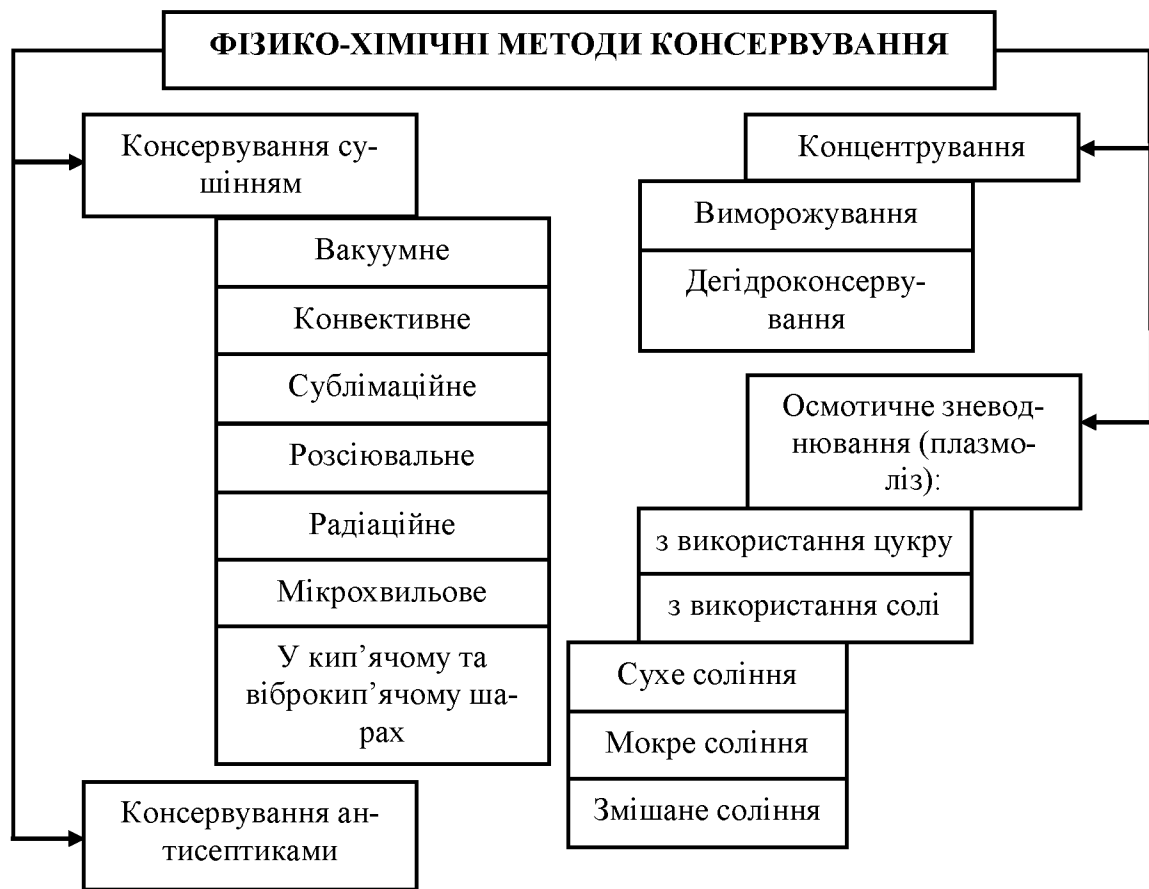 ФІЗИКО-ХІМІЧНІ МЕТОДИ КОНСЕРВУВАННЯ
Консервування су-
шінням
Вакуумне
Конвективне
Сублімаційне
Розсіювальне
Радіаційне
Мікрохвильове
У кип’ячому та
віброкип’ячому ша-
рах
Консервування ан-
тисептиками
Концентрування
Виморожування
Дегідроконсерву-
вання
Осмотичне зневод-
нювання (плазмо-
ліз):
з використання цукру
з використання солі
Сухе соління
Мокре соління
Змішане соління